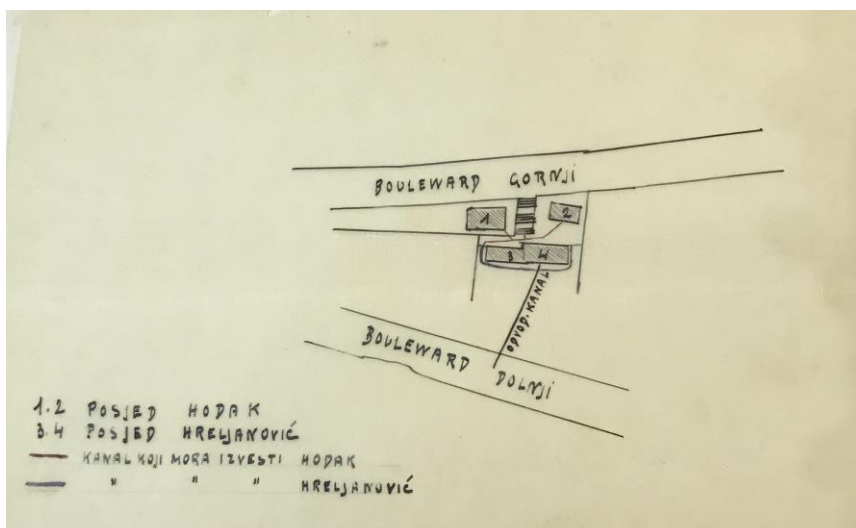 BOULEWARD GORNJI
1
2
3
4
ODVOD. KANAL
BOULEWARD DOLNJI
1.2 POSJED HODAK
3.4 POSJED HRELJANOVIĆ
KANAL KOJI MORA IZVESTI HODAK
" " " HRELJANOVIĆ